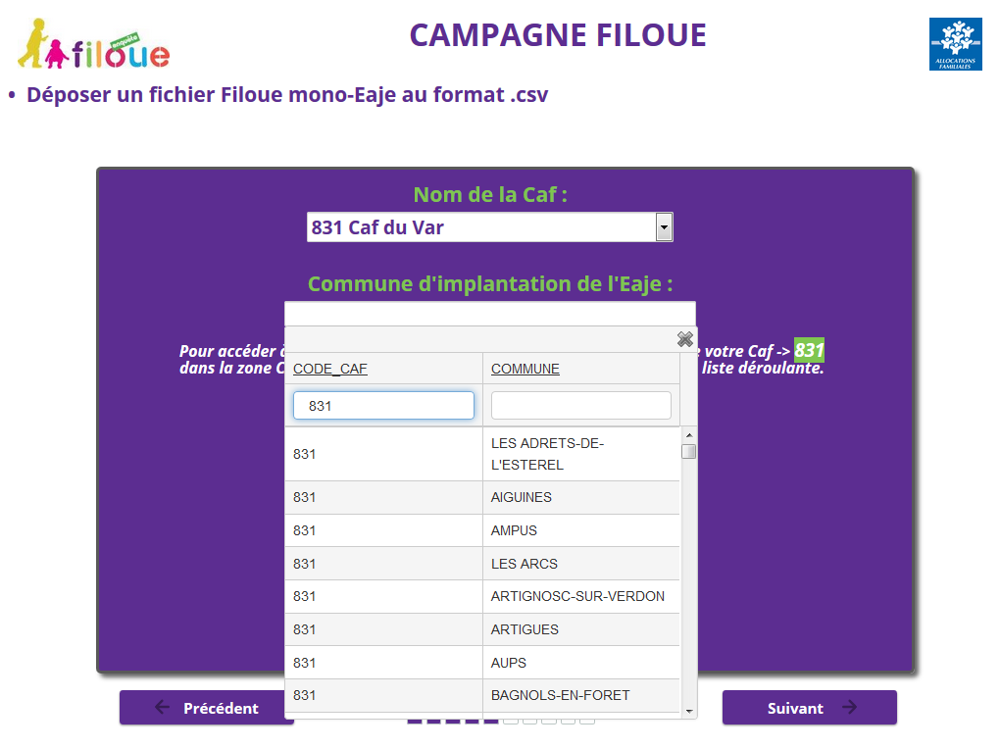 enquête
filoue
CAMPAGNE FILOUE
ALLOCATIONS
FAMILIALES
• Déposer un fichier Filoue mono-Eaje au format .csv
Nom de la Caf :
831 Caf du Var
Commune d'implantation de l'Eaje :
Pour accéder votre Caf -> 831
dans la zone C liste déroulante.
CODE_CAF COMMUNE
831
831 LES ADRETS-DE-
L'ESTEREL
831 AIGUINES
831 AMPUS
831 LES ARCS
831 ARTIGNOSC-SUR-VERDON
831 ARTIGUES
831 AUPS
831 BAGNOLS-EN-FORET
Précédent
Suivant